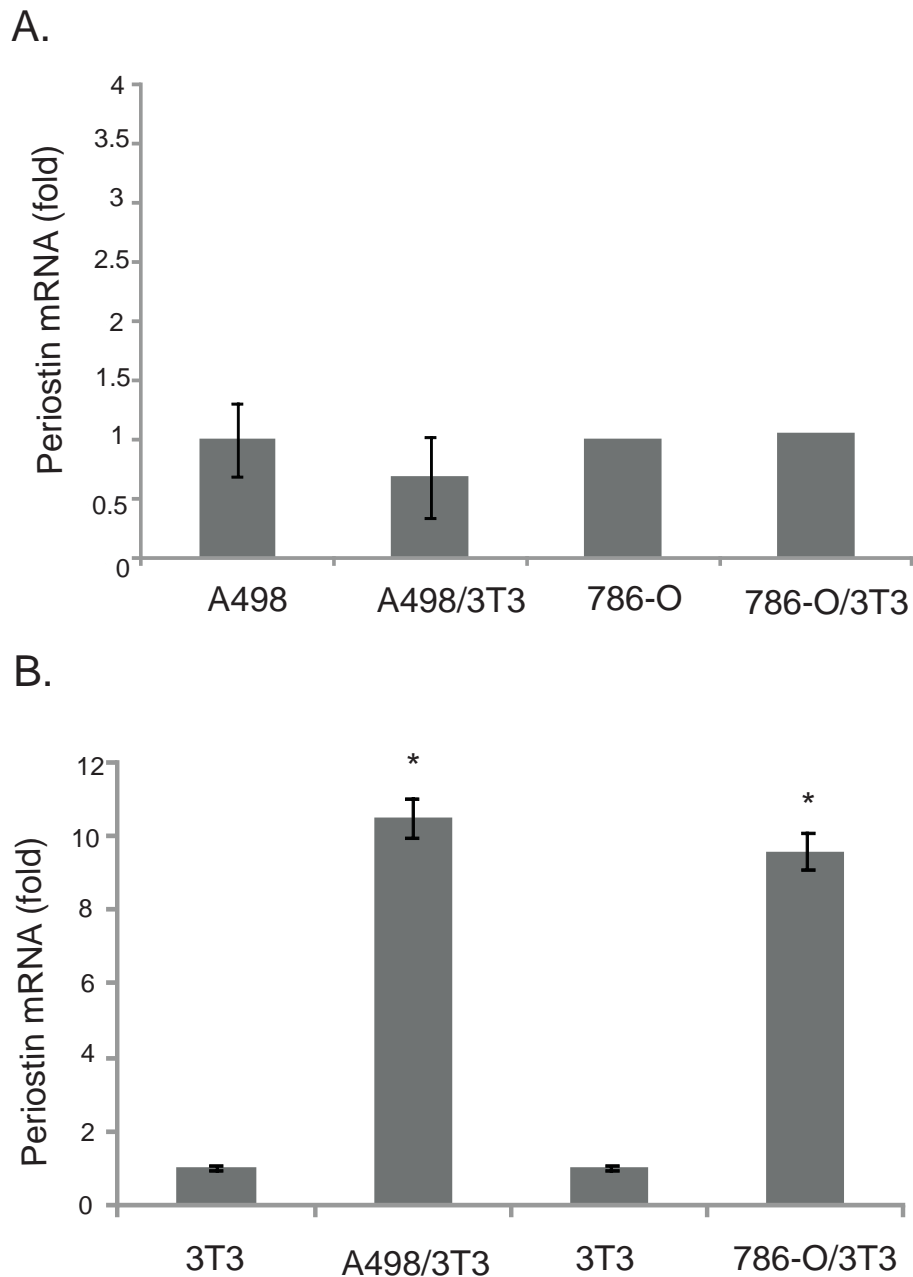 A.
Periostin mRNA (fold)
4
3.5
3
2.5
2
1.5
1
0.5
0
A498 A498/3T3 786-O 786-O/3T3
B.
Periostin mRNA (fold)
12
10
8
6
4
2
0
* *
3T3 A498/3T3 3T3 786-O/3T3